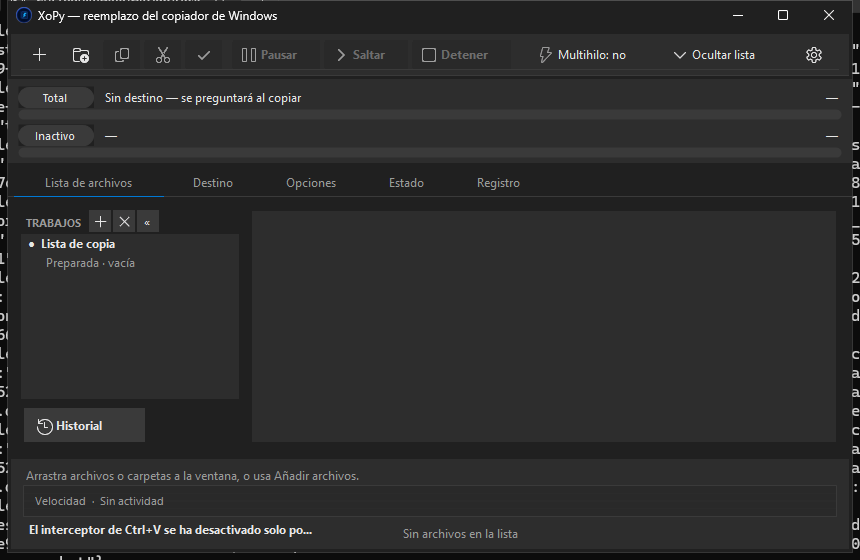 XoPy — reemplazo del copiador de Windows
Pausar Saltar Detener Multihilo: no Ocultar lista
Total Sin destino — se preguntará al copiar —
Inactivo — —
Lista de archivos Destino Opciones Estado Registro
TRABAJOS
Lista de copia
Preparada · vacía
Historial
Arrastra archivos o carpetas a la ventana, o usa Añadir archivos.
Velocidad · Sin actividad
El interceptor de Ctrl+V se ha desactivado solo po...
Sin archivos en la lista